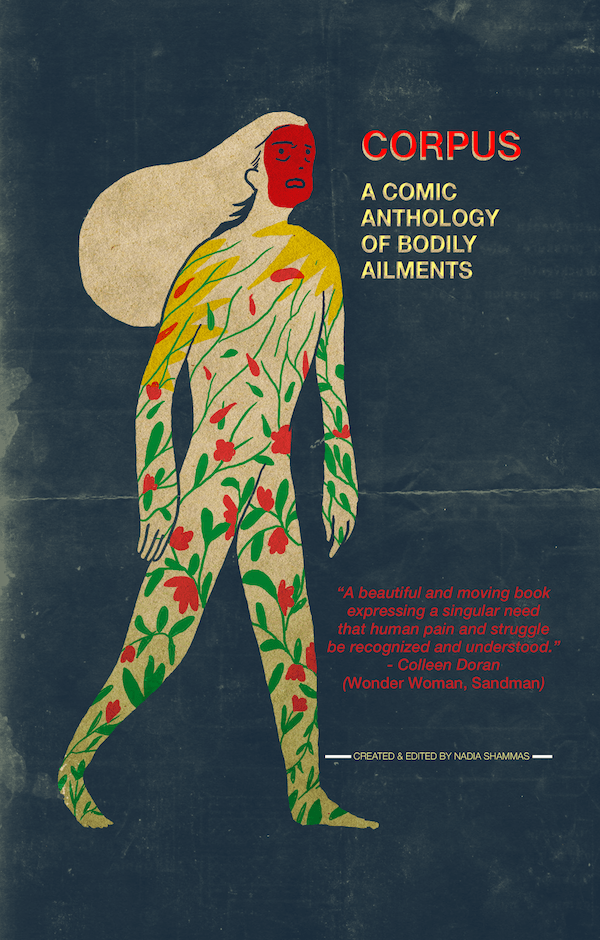 CORPUS
A COMIC
ANTHOLOGY
OF BODILY
AILMENTS
“A beautiful and moving book
expressing a singular need
that human pain and struggle
be recognized and understood.”
- Colleen Doran
(Wonder Woman, Sandman)
CREATED & EDITED BY NADIA SHAMMAS